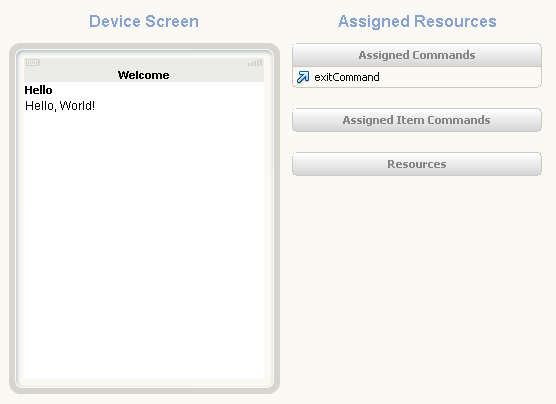 Device Screen
Welcome
Hello
Hello, World!
Assigned Resources
Assigned Commands
exitCommand
Assigned Item Commands
Resources